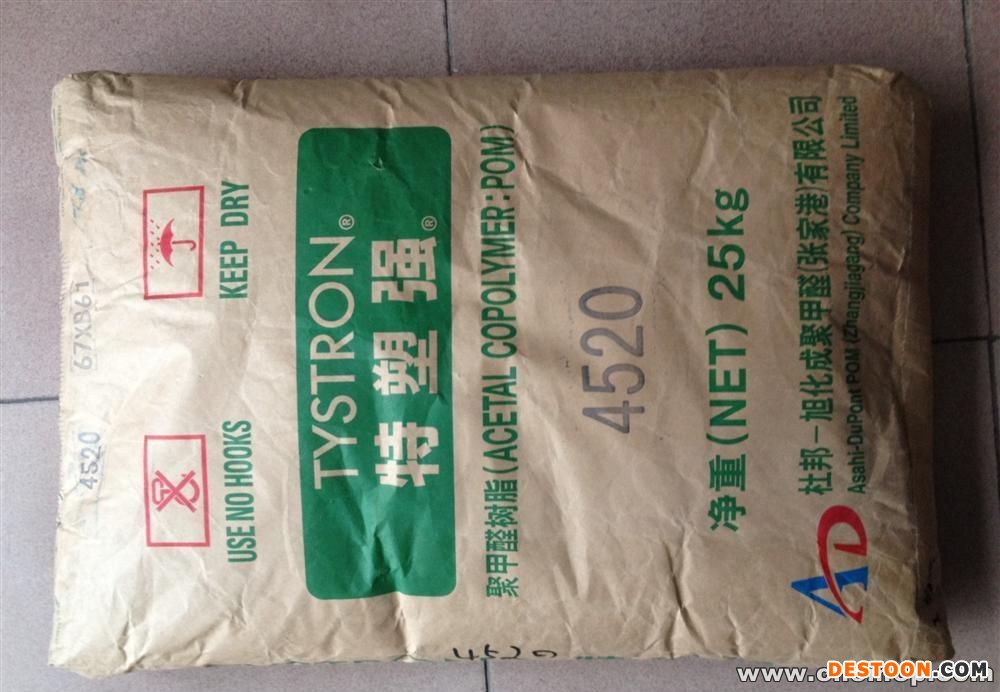 4520 67XB61
KEEP DRY
USE NO HOOKS
TYSTRON®
特塑强®
聚甲醛树脂(ACETAL COPOLYMER:POM)
4520
净重(NET) 25kg
杜邦-旭化成聚甲醛(张家港)有限公司
Asahi-DuPont POM (Zhangjiagang) Company Limited
AD
DESTOON.COM